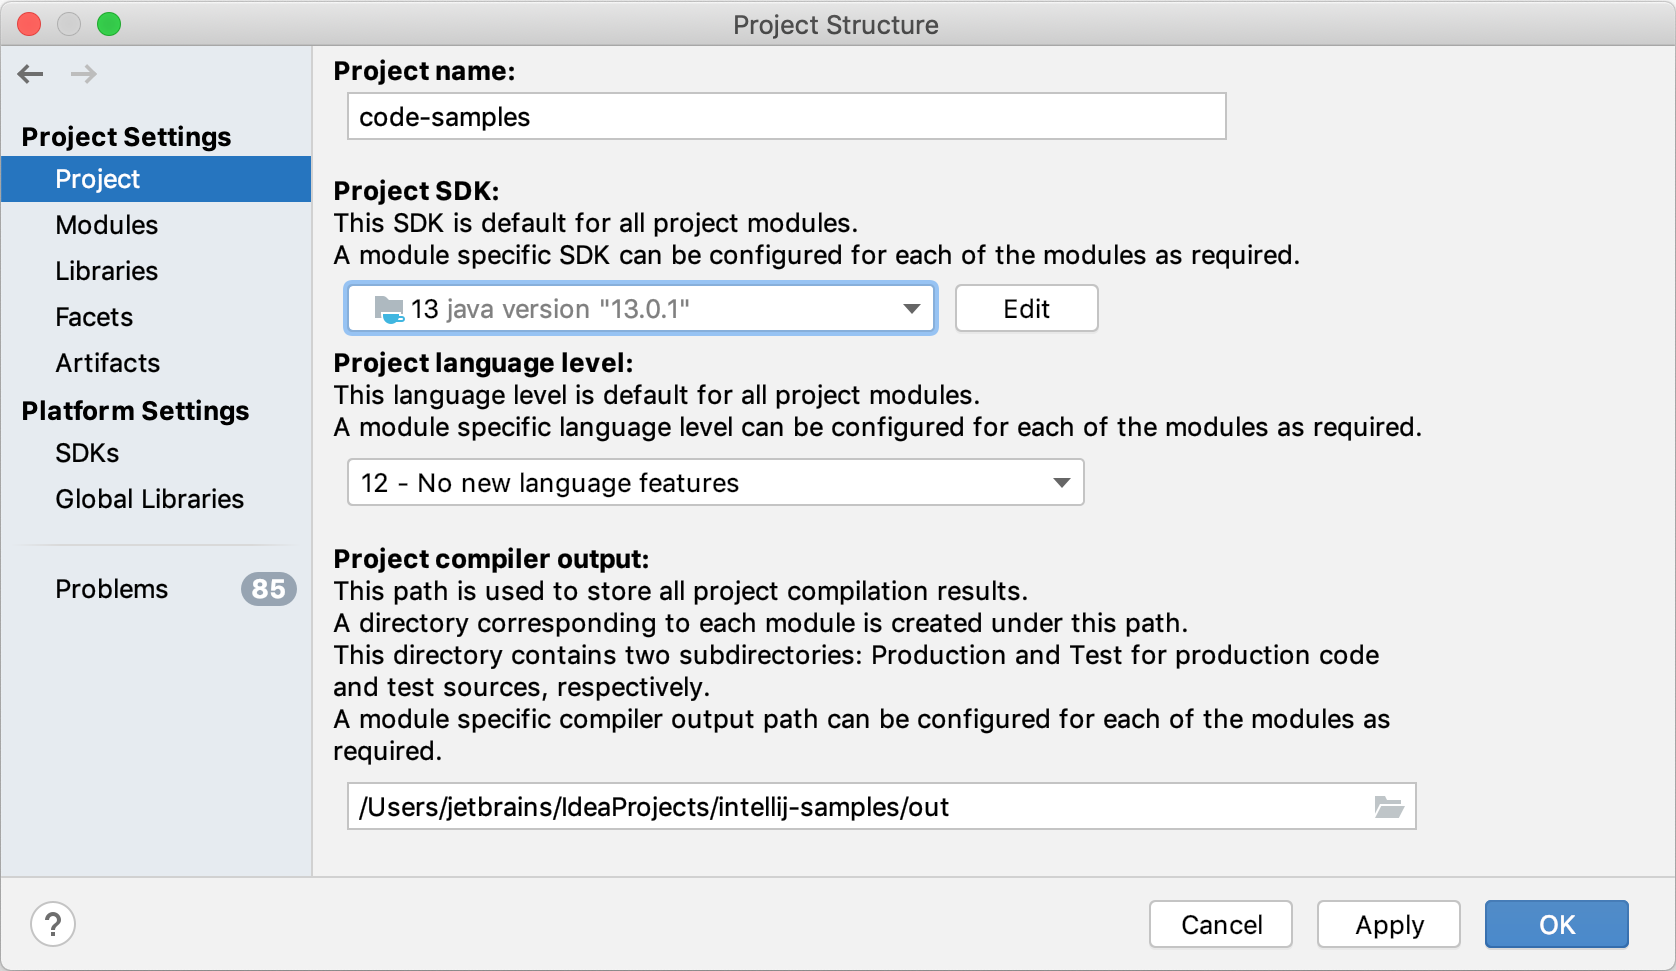 Project Structure
Project Settings
Project
Modules
Libraries
Facets
Artifacts
Platform Settings
SDKs
Global Libraries
Problems 85
Project name:
code-samples
Project SDK:
This SDK is default for all project modules.
A module specific SDK can be configured for each of the modules as required.
13 java version "13.0.1"
Edit
Project language level:
This language level is default for all project modules.
A module specific language level can be configured for each of the modules as required.
12 - No new language features
Project compiler output:
This path is used to store all project compilation results.
A directory corresponding to each module is created under this path.
This directory contains two subdirectories: Production and Test for production code
and test sources, respectively.
A module specific compiler output path can be configured for each of the modules as
required.
/Users/jetbrains/IdeaProjects/intellij-samples/out
?
Cancel
Apply
OK